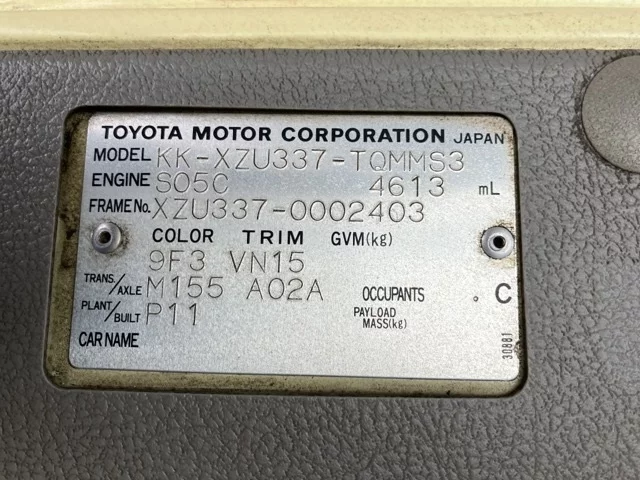 TOYOTA MOTOR CORPORATION JAPAN
MODEL KK-XZU337-TQMMS3
ENGINE S05C 4613 mL
FRAME No. XZU337-0002403
COLOR TRIM GVM(kg)
9F3 VN15
TRANS./AXLE M155 A02A OCCUPANTS . C
PLANT/BUILT P11 PAYLOAD MASS(kg)
CAR NAME
30881